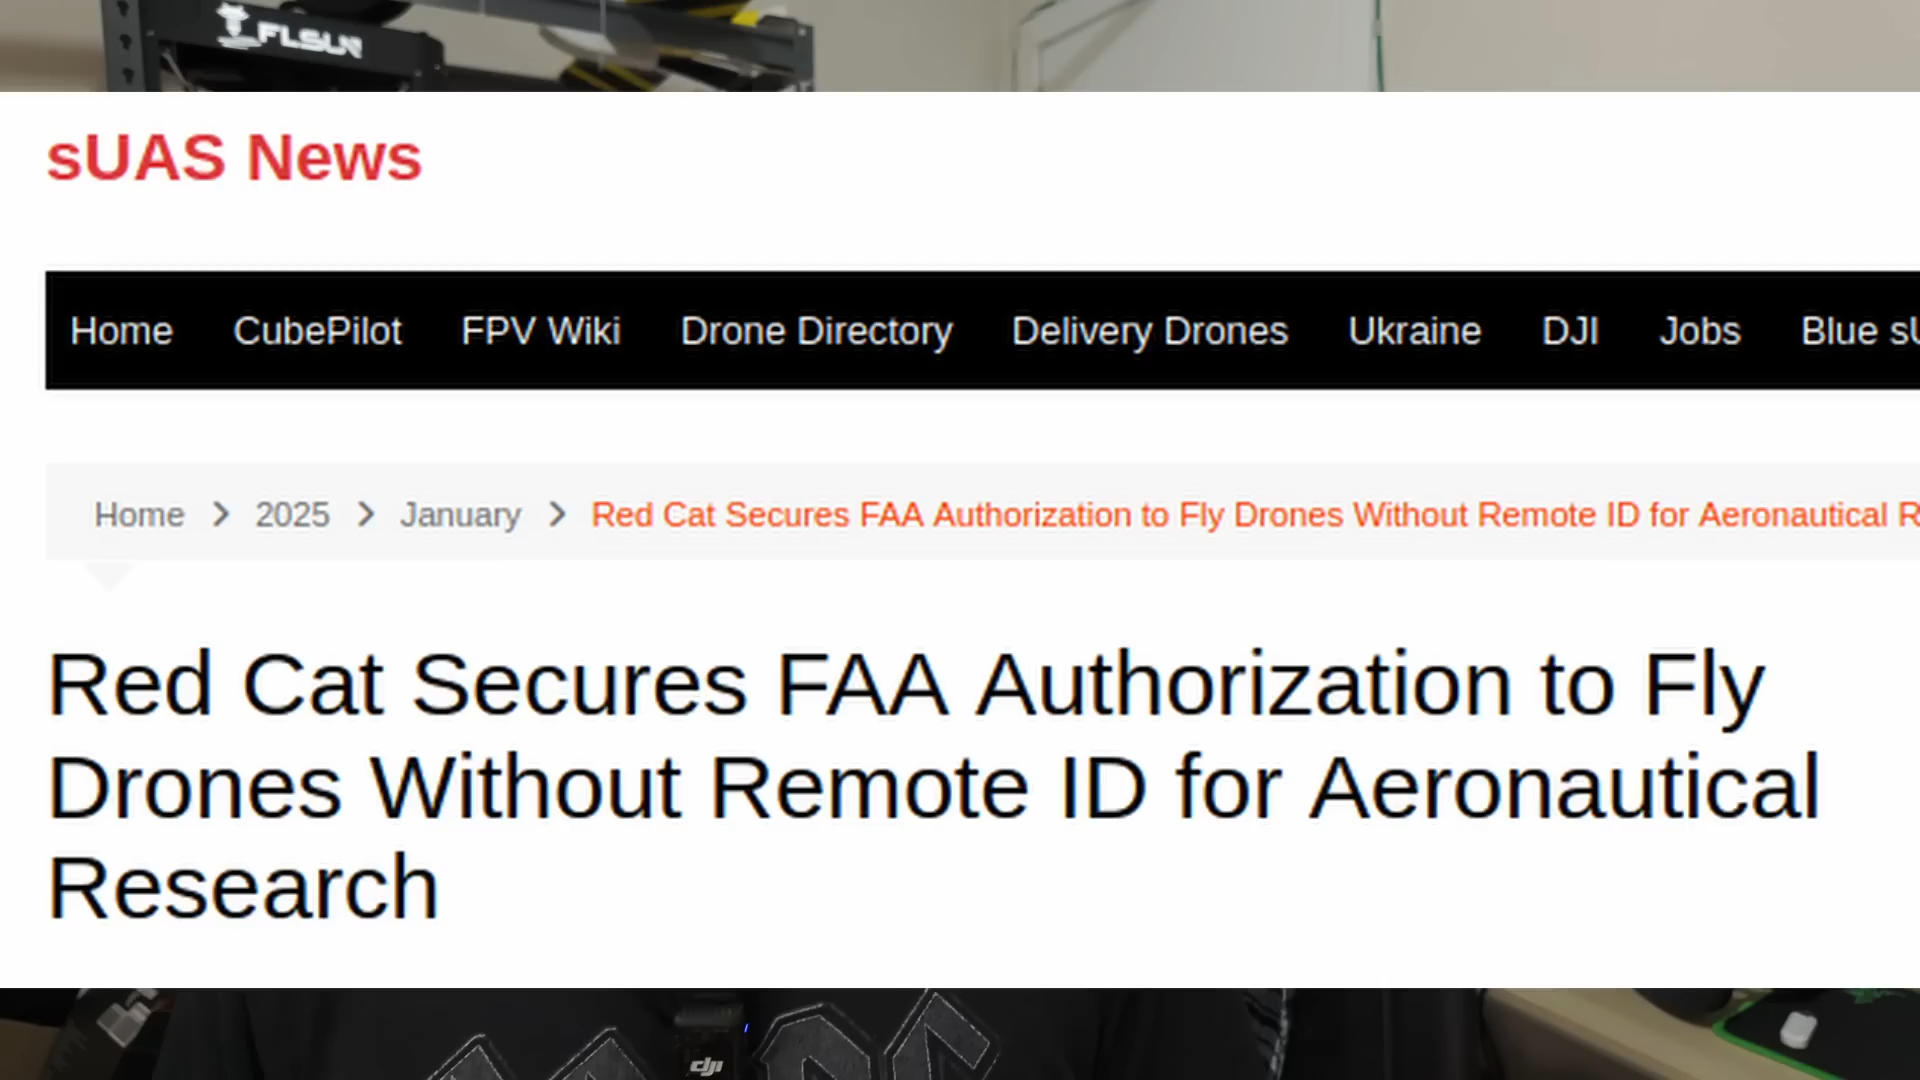 FLSUN
sUAS News
Home CubePilot FPV Wiki Drone Directory Delivery Drones Ukraine DJI Jobs Blue sU
Home > 2025 > January > Red Cat Secures FAA Authorization to Fly Drones Without Remote ID for Aeronautical R
Red Cat Secures FAA Authorization to Fly
Drones Without Remote ID for Aeronautical
Research
dji